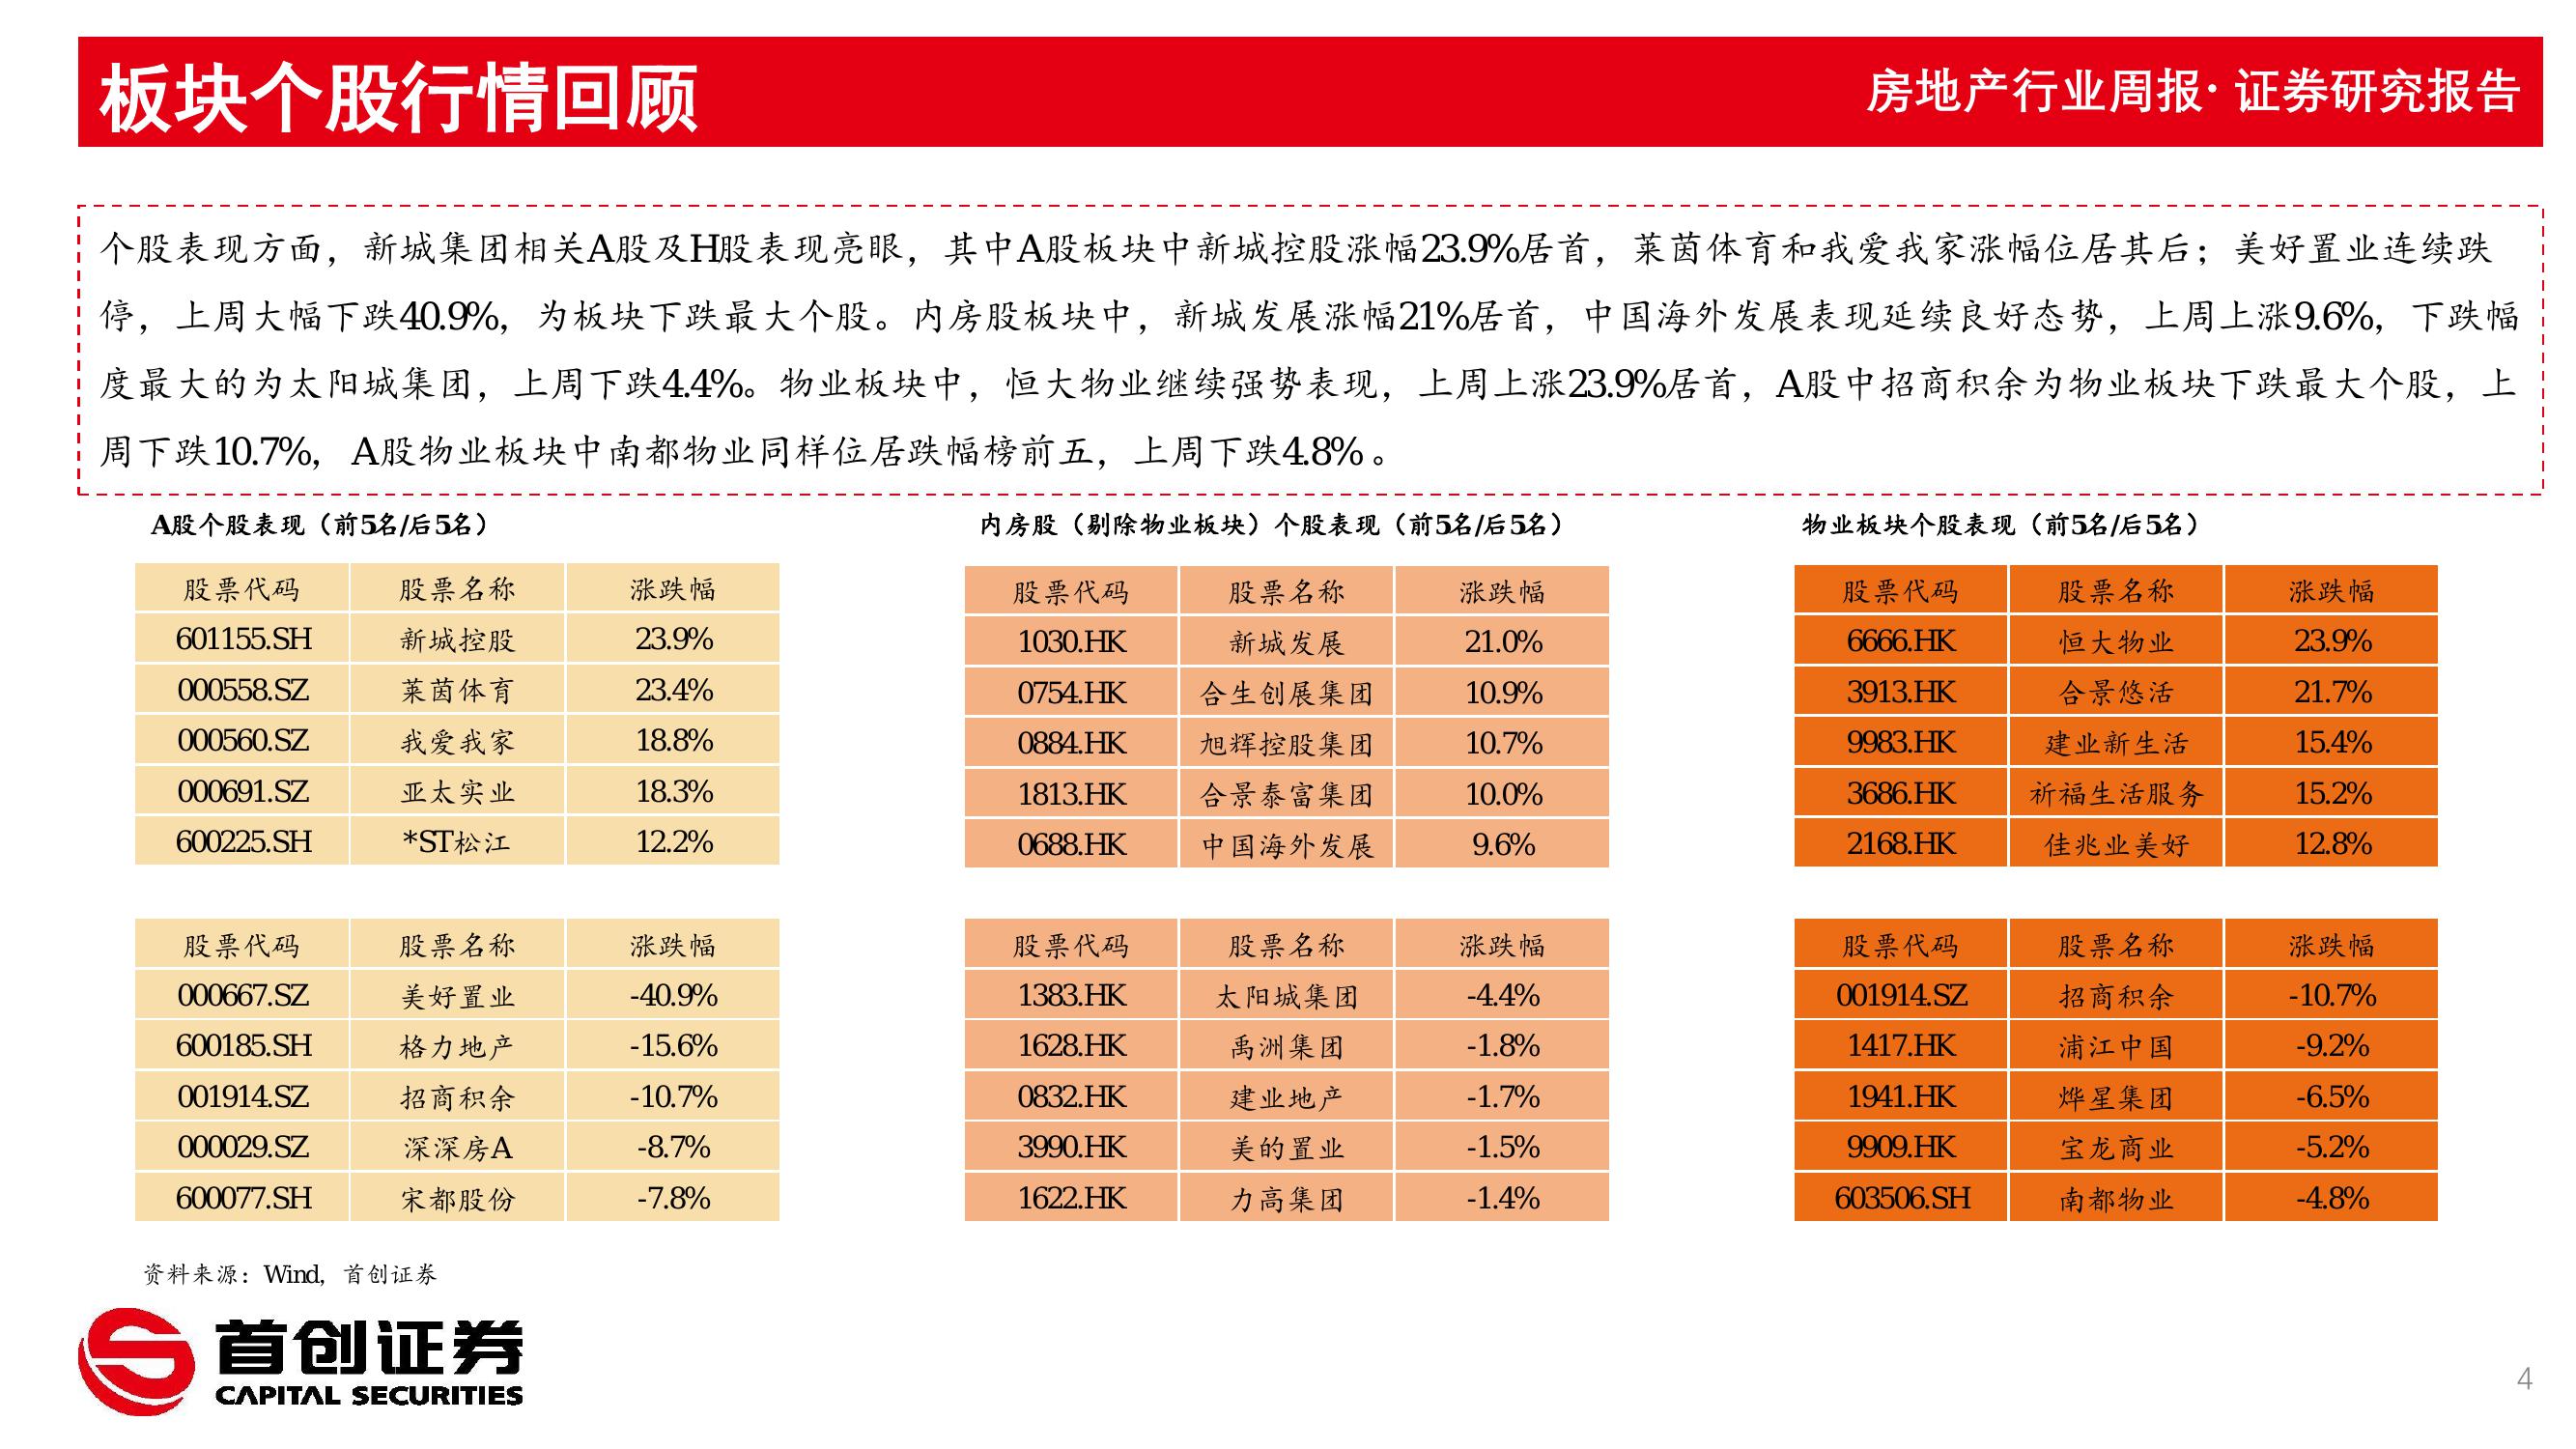 板块个股行情回顾
房地产行业周报· 证券研究报告
个股表现方面，新城集团相关A股及H股表现亮眼，其中A股板块中新城控股涨幅23.9%居首，莱茵体育和我爱我家涨幅位居其后；美好置业连续跌
停，上周大幅下跌40.9%，为板块下跌最大个股。内房股板块中，新城发展涨幅21%居首，中国海外发展表现延续良好态势，上周上涨9.6%，下跌幅
度最大的为太阳城集团，上周下跌4.4%。物业板块中，恒大物业继续强势表现，上周上涨23.9%居首，A股中招商积余为物业板块下跌最大个股，上
周下跌10.7%，A股物业板块中南都物业同样位居跌幅榜前五，上周下跌4.8% 。
A股个股表现（前5名/后5名）
股票代码 股票名称 涨跌幅
601155.SH 新城控股 23.9%
000558.SZ 莱茵体育 23.4%
000560.SZ 我爱我家 18.8%
000691.SZ 亚太实业 18.3%
600225.SH *ST松江 12.2%
股票代码 股票名称 涨跌幅
000667.SZ 美好置业 -40.9%
600185.SH 格力地产 -15.6%
001914.SZ 招商积余 -10.7%
000029.SZ 深深房A -8.7%
600077.SH 宋都股份 -7.8%
内房股（剔除物业板块）个股表现（前5名/后5名）
股票代码 股票名称 涨跌幅
1030.HK 新城发展 21.0%
0754.HK 合生创展集团 10.9%
0884.HK 旭辉控股集团 10.7%
1813.HK 合景泰富集团 10.0%
0688.HK 中国海外发展 9.6%
股票代码 股票名称 涨跌幅
1383.HK 太阳城集团 -4.4%
1628.HK 禹洲集团 -1.8%
0832.HK 建业地产 -1.7%
3990.HK 美的置业 -1.5%
1622.HK 力高集团 -1.4%
物业板块个股表现（前5名/后5名）
股票代码 股票名称 涨跌幅
6666.HK 恒大物业 23.9%
3913.HK 合景悠活 21.7%
9983.HK 建业新生活 15.4%
3686.HK 祈福生活服务 15.2%
2168.HK 佳兆业美好 12.8%
股票代码 股票名称 涨跌幅
001914.SZ 招商积余 -10.7%
1417.HK 浦江中国 -9.2%
1941.HK 烨星集团 -6.5%
9909.HK 宝龙商业 -5.2%
603506.SH 南都物业 -4.8%
资料来源：Wind，首创证券
首创证券
CAPITAL SECURITIES
4